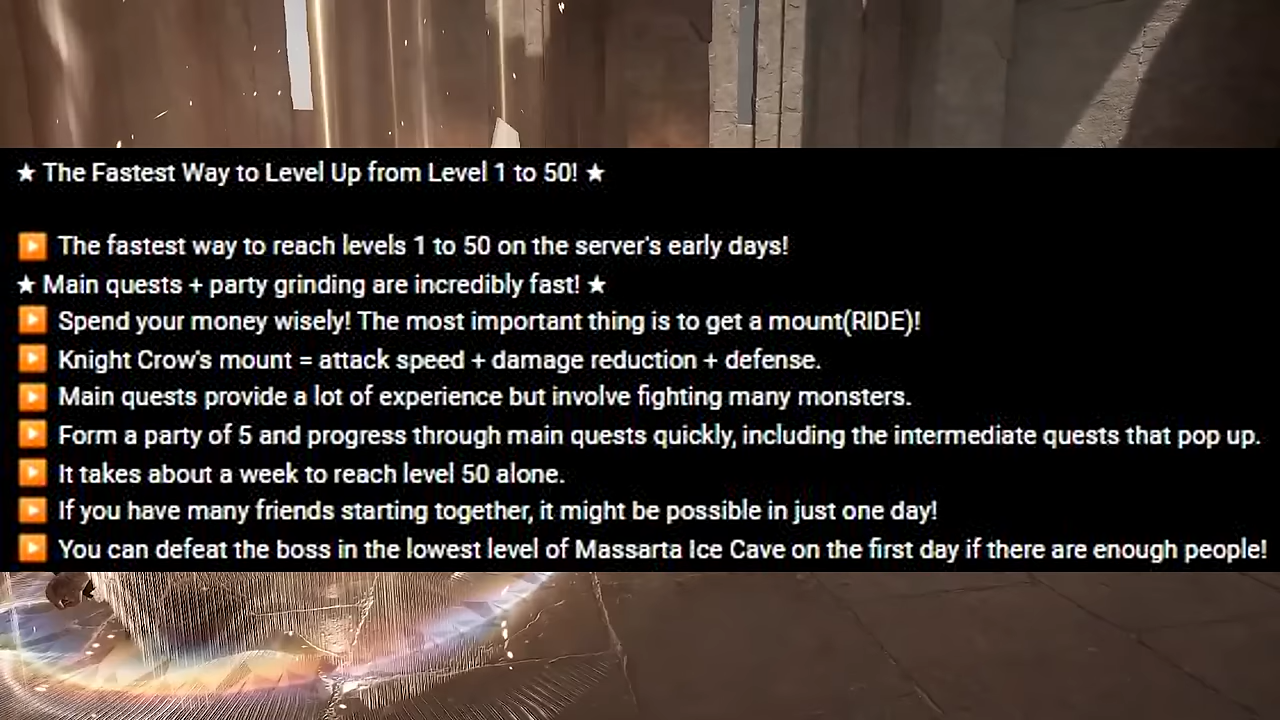 ★ The Fastest Way to Level Up from Level 1 to 50! ★
▶ The fastest way to reach levels 1 to 50 on the server's early days!
★ Main quests + party grinding are incredibly fast! ★
▶ Spend your money wisely! The most important thing is to get a mount(RIDE)!
▶ Knight Crow's mount = attack speed + damage reduction + defense.
▶ Main quests provide a lot of experience but involve fighting many monsters.
▶ Form a party of 5 and progress through main quests quickly, including the intermediate quests that pop up.
▶ It takes about a week to reach level 50 alone.
▶ If you have many friends starting together, it might be possible in just one day!
▶ You can defeat the boss in the lowest level of Massarta Ice Cave on the first day if there are enough people!